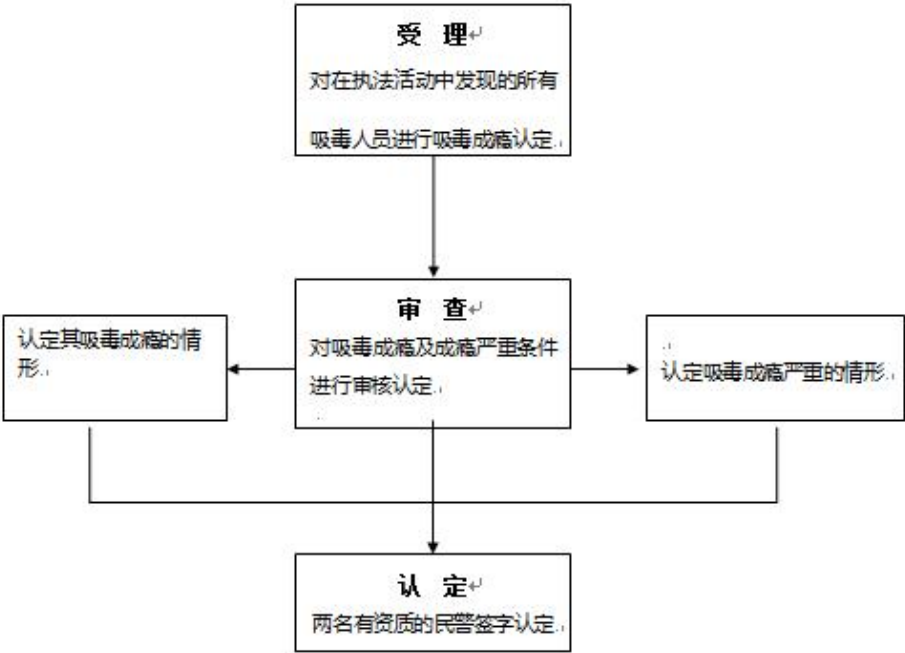 受 理
对在执法活动中发现的所有
吸毒人员进行吸毒成瘾认定
审 查
对吸毒成瘾及成瘾严重条件
进行审核认定
认定其吸毒成瘾的情
形
认定吸毒成瘾严重的情形
认 定
两名有资质的民警签字认定